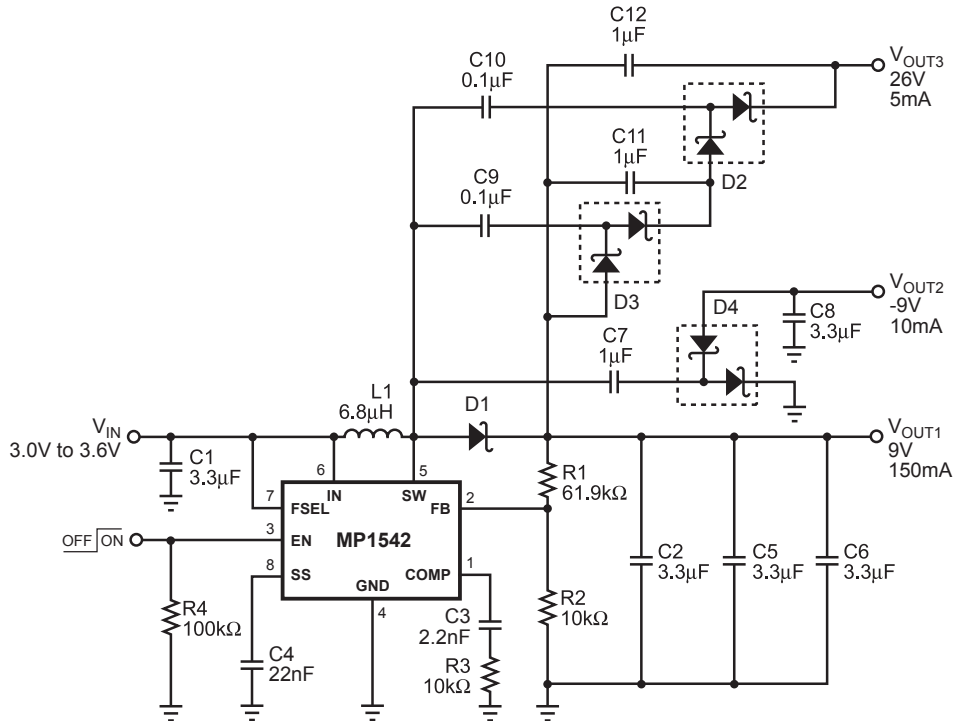 C12
1µF
VOUT3
26V
5mA
C10
0.1µF
C11
1µF
D2
C9
0.1µF
D3
VOUT2
-9V
10mA
D4
C8
3.3µF
C7
1µF
L1
6.8µH
D1
VIN
3.0V to 3.6V
VOUT1
9V
150mA
C1
3.3µF
6
5
IN
SW
R1
61.9kΩ
7
FSEL
2
FB
OFF ON
3
EN
MP1542
8
SS
1
COMP
GND
4
C2
3.3µF
C5
3.3µF
C6
3.3µF
R4
100kΩ
R2
10kΩ
C3
2.2nF
C4
22nF
R3
10kΩ